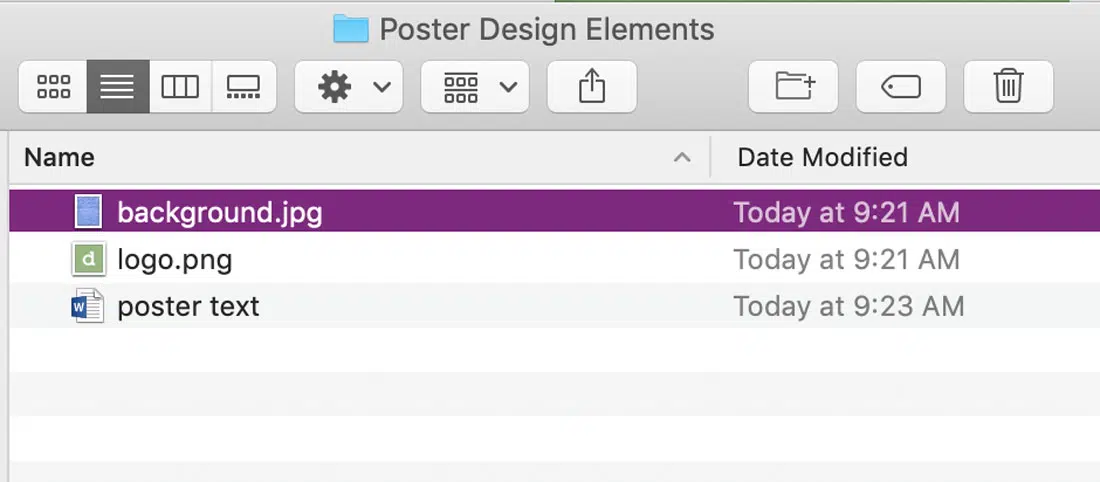 Poster Design Elements
Name Date Modified
background.jpg Today at 9:21 AM
d logo.png Today at 9:21 AM
W poster text Today at 9:23 AM